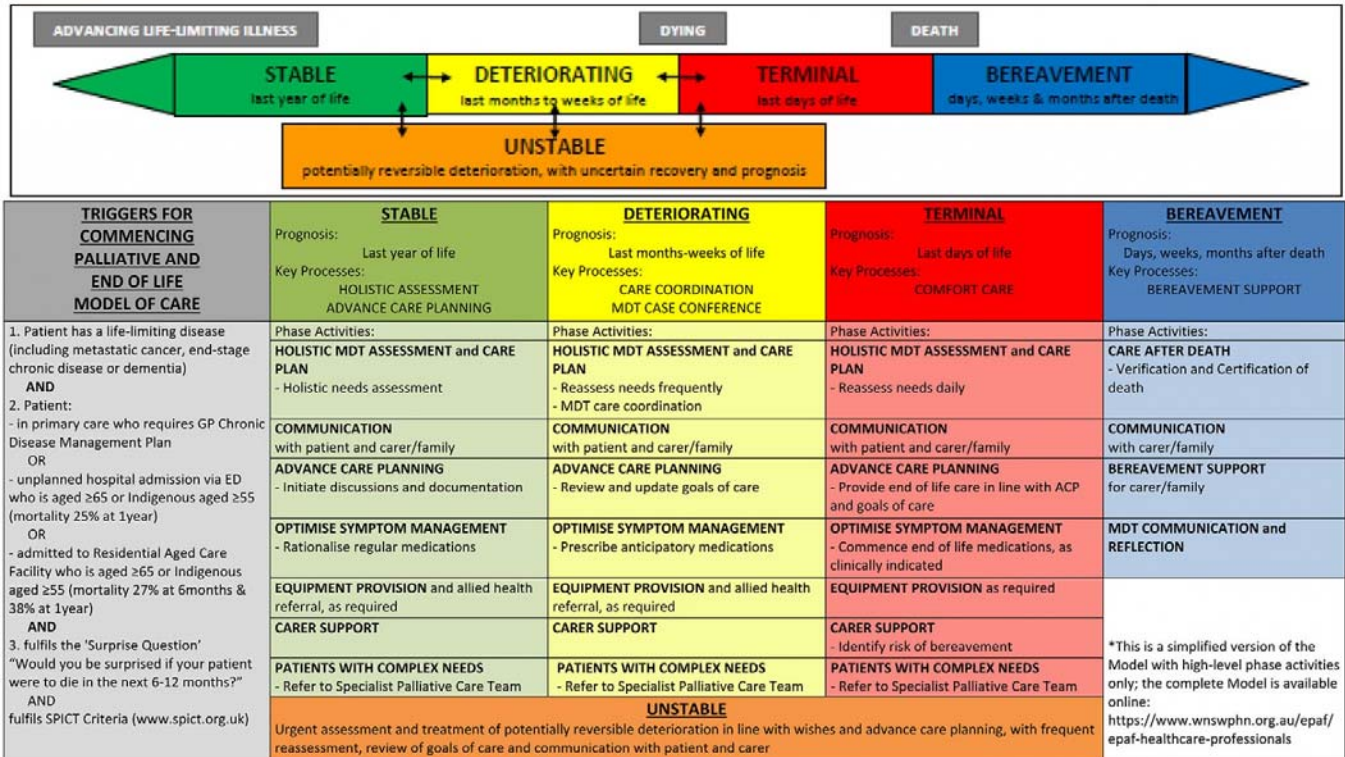 ADVANCING LIFE-LIMITING ILLNESS
DYING
DEATH
STABLE
last year of life
DETERIORATING
last months to weeks of life
TERMINAL
last days of life
BEREAVEMENT
days, weeks & months after death
UNSTABLE
potentially reversible deterioration, with uncertain recovery and prognosis
TRIGGERS FOR
COMMENCING
PALLIATIVE AND
END OF LIFE
MODEL OF CARE
STABLE
Prognosis:
Last year of life
Key Processes:
HOLISTIC ASSESSMENT
ADVANCE CARE PLANNING
DETERIORATING
Prognosis:
Last months-weeks of life
Key Processes:
CARE COORDINATION
MDT CASE CONFERENCE
TERMINAL
Prognosis:
Last days of life
Key Processes:
COMFORT CARE
BEREAVEMENT
Prognosis:
Days, weeks, months after death
Key Processes:
BEREAVEMENT SUPPORT
1. Patient has a life-limiting disease
(including metastatic cancer, end-stage
chronic disease or dementia)
AND
2. Patient:
- in primary care who requires GP Chronic
Disease Management Plan
OR
- unplanned hospital admission via ED
who is aged ≥65 or Indigenous aged ≥55
(mortality 25% at 1year)
OR
- admitted to Residential Aged Care
Facility who is aged ≥65 or Indigenous
aged ≥55 (mortality 27% at 6months &
38% at 1year)
AND
3. fulfils the 'Surprise Question'
“Would you be surprised if your patient
were to die in the next 6-12 months?”
AND
fulfils SPICT Criteria (www.spict.org.uk)
Phase Activities:
HOLISTIC MDT ASSESSMENT and CARE
PLAN
- Holistic needs assessment
COMMUNICATION
with patient and carer/family
ADVANCE CARE PLANNING
- Initiate discussions and documentation
OPTIMISE SYMPTOM MANAGEMENT
- Rationalise regular medications
EQUIPMENT PROVISION and allied health
referral, as required
CARER SUPPORT
PATIENTS WITH COMPLEX NEEDS
- Refer to Specialist Palliative Care Team
Phase Activities:
HOLISTIC MDT ASSESSMENT and CARE
PLAN
- Reassess needs frequently
- MDT care coordination
COMMUNICATION
with patient and carer/family
ADVANCE CARE PLANNING
- Review and update goals of care
OPTIMISE SYMPTOM MANAGEMENT
- Prescribe anticipatory medications
EQUIPMENT PROVISION and allied health
referral, as required
CARER SUPPORT
PATIENTS WITH COMPLEX NEEDS
- Refer to Specialist Palliative Care Team
Phase Activities:
HOLISTIC MDT ASSESSMENT and CARE
PLAN
- Reassess needs daily
COMMUNICATION
with patient and carer/family
ADVANCE CARE PLANNING
- Provide end of life care in line with ACP
and goals of care
OPTIMISE SYMPTOM MANAGEMENT
- Commence end of life medications, as
clinically indicated
EQUIPMENT PROVISION as required
CARER SUPPORT
- Identify risk of bereavement
PATIENTS WITH COMPLEX NEEDS
- Refer to Specialist Palliative Care Team
Phase Activities:
CARE AFTER DEATH
- Verification and Certification of
death
COMMUNICATION
with carer/family
BEREAVEMENT SUPPORT
for carer/family
MDT COMMUNICATION and
REFLECTION
*This is a simplified version of the
Model with high-level phase activities
only; the complete Model is available
online:
https://www.wnswphn.org.au/epaf/
epaf-healthcare-professionals
UNSTABLE
Urgent assessment and treatment of potentially reversible deterioration in line with wishes and advance care planning, with frequent
reassessment, review of goals of care and communication with patient and carer